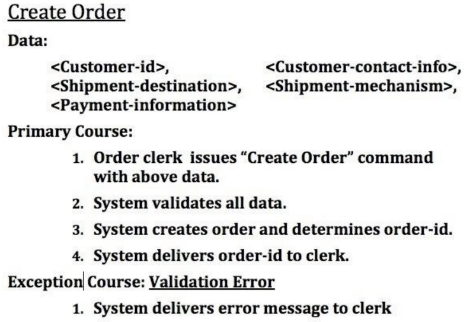 Create Order
Data:
<Customer-id>, <Customer-contact-info>,
<Shipment-destination>, <Shipment-mechanism>,
<Payment-information>
Primary Course:
1. Order clerk issues “Create Order” command
with above data.
2. System validates all data.
3. System creates order and determines order-id.
4. System delivers order-id to clerk.
Exception Course: Validation Error
1. System delivers error message to clerk